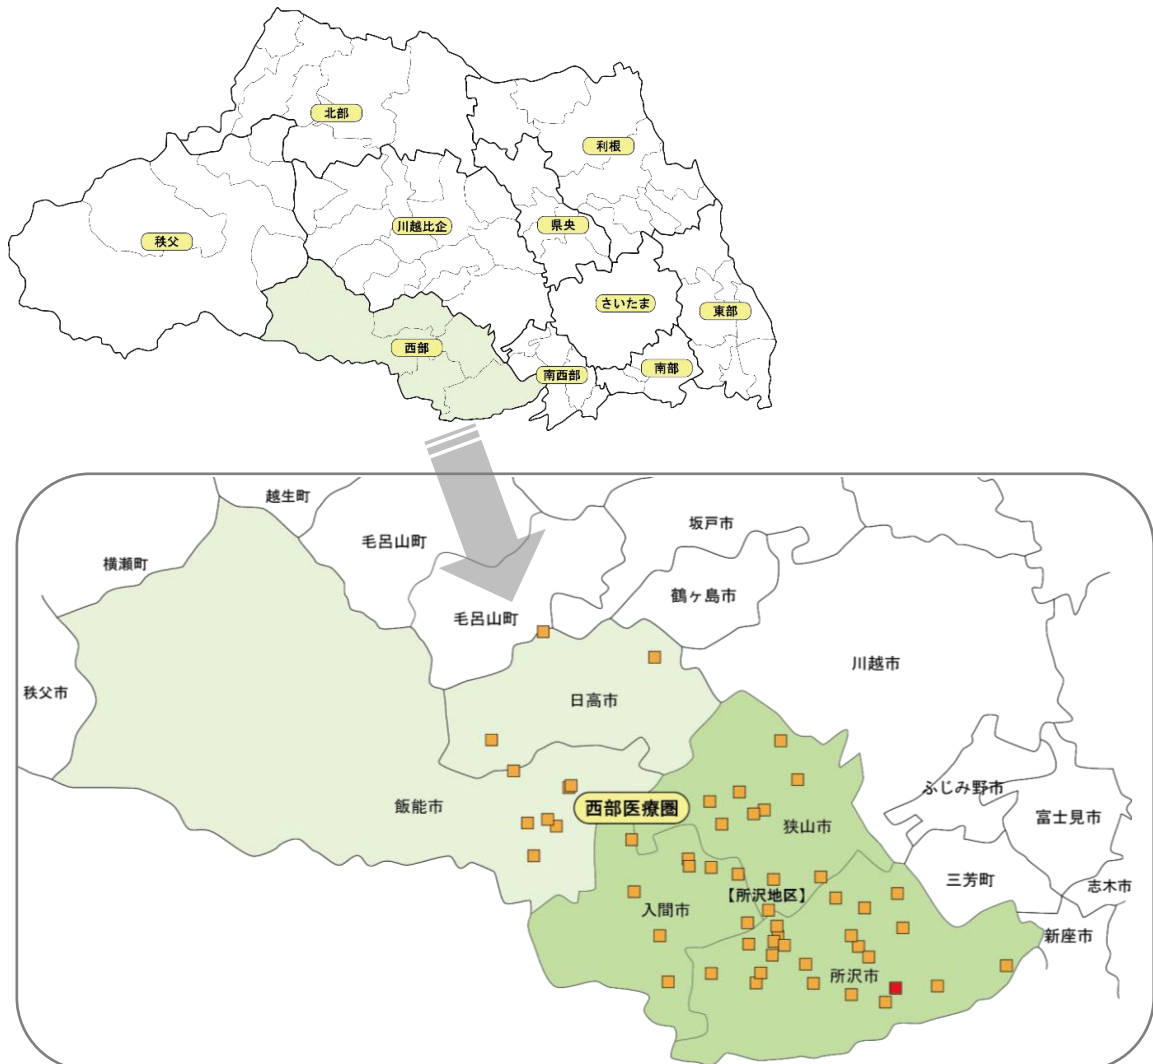 北部
利根
川越比企
県央
秩父
さいたま
東部
西部
南部
南西部
越生町
坂戸市
毛呂山町
横瀬町
鶴ヶ島市
毛呂山町
川越市
秩父市
日高市
ふじみ野市
飯能市
西部医療圏
富士見市
狭山市
三芳町
志木市
【所沢地区】
入間市
新座市
所沢市